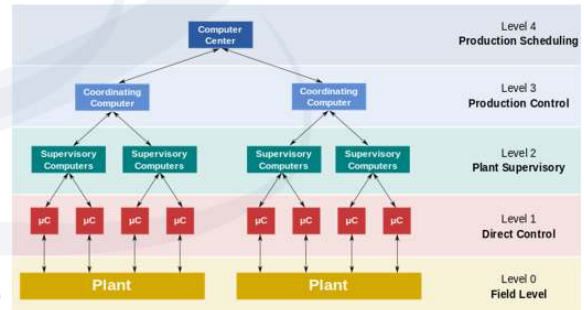 Computer
Center
Level 4
Production Scheduling
Coordinating
Computer
Coordinating
Computer
Level 3
Production Control
Supervisory
Computers
Supervisory
Computers
Supervisory
Computers
Supervisory
Computers
Level 2
Plant Supervisory
µC
µC
µC
µC
µC
µC
µC
µC
Level 1
Direct Control
Plant
Plant
Level 0
Field Level